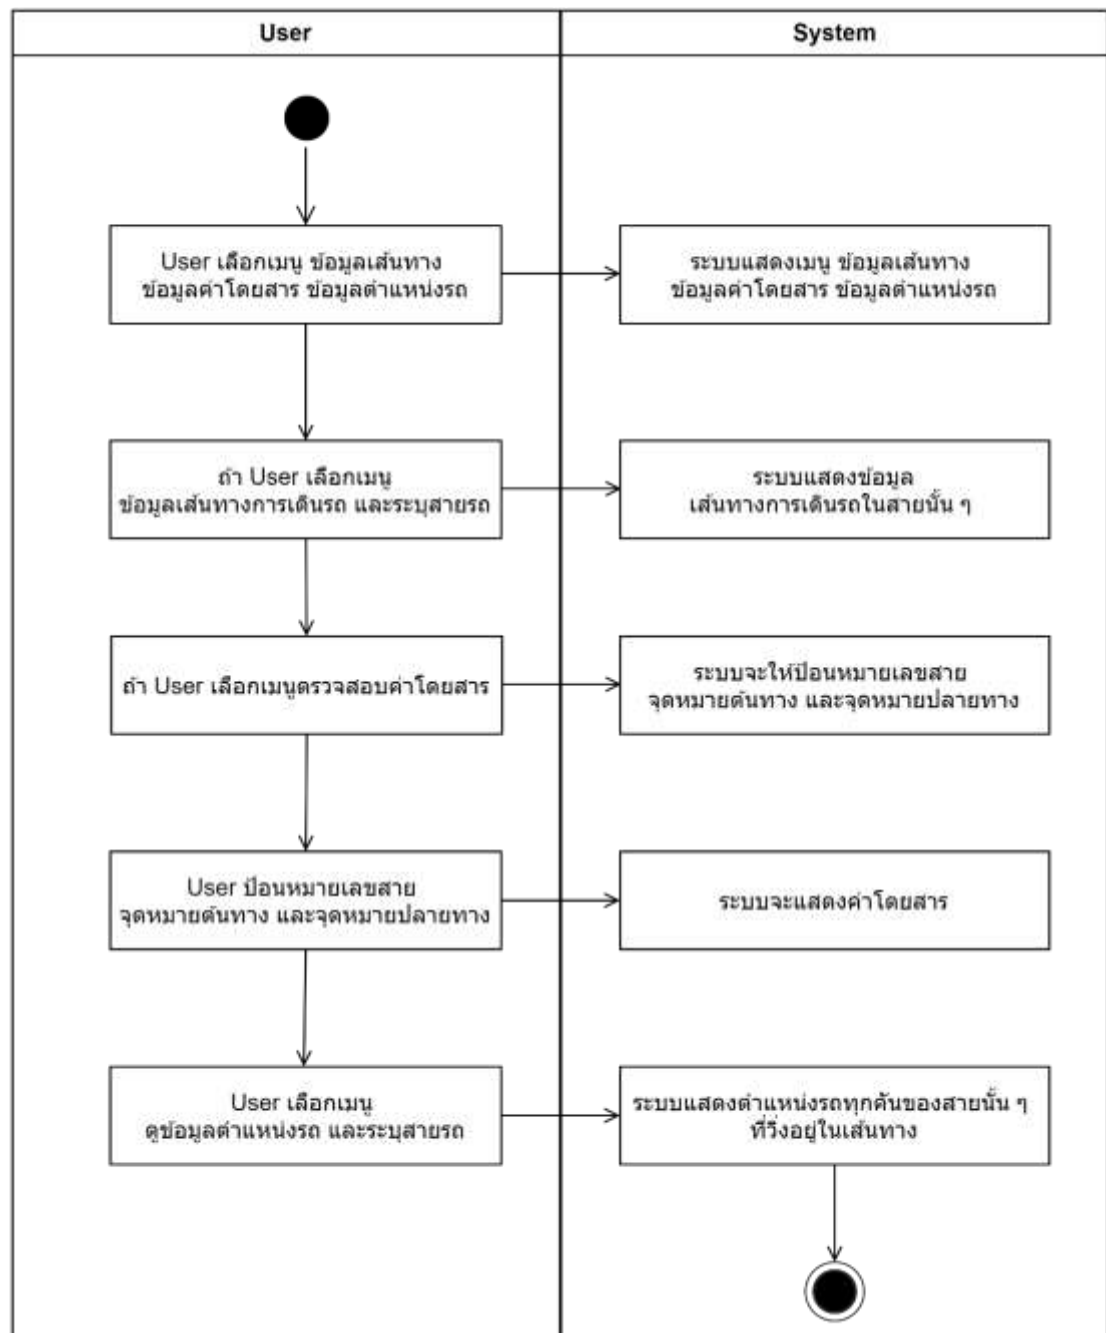 User
System
User เลือกเมนู ข้อมูลเส้นทาง
ข้อมูลค่าโดยสาร ข้อมูลตำแหน่งรถ
ระบบแสดงเมนู ข้อมูลเส้นทาง
ข้อมูลค่าโดยสาร ข้อมูลตำแหน่งรถ
ถ้า User เลือกเมนู
ข้อมูลเส้นทางการเดินรถ และระบุสายรถ
ระบบแสดงข้อมูล
เส้นทางการเดินรถในสายนั้น ๆ
ถ้า User เลือกเมนูตรวจสอบค่าโดยสาร
ระบบจะให้ป้อนหมายเลขสาย
จุดหมายต้นทาง และจุดหมายปลายทาง
User ป้อนหมายเลขสาย
จุดหมายต้นทาง และจุดหมายปลายทาง
ระบบจะแสดงค่าโดยสาร
User เลือกเมนู
ดูข้อมูลตำแหน่งรถ และระบุสายรถ
ระบบแสดงตำแหน่งรถทุกคันของสายนั้น ๆ
ที่วิ่งอยู่ในเส้นทาง